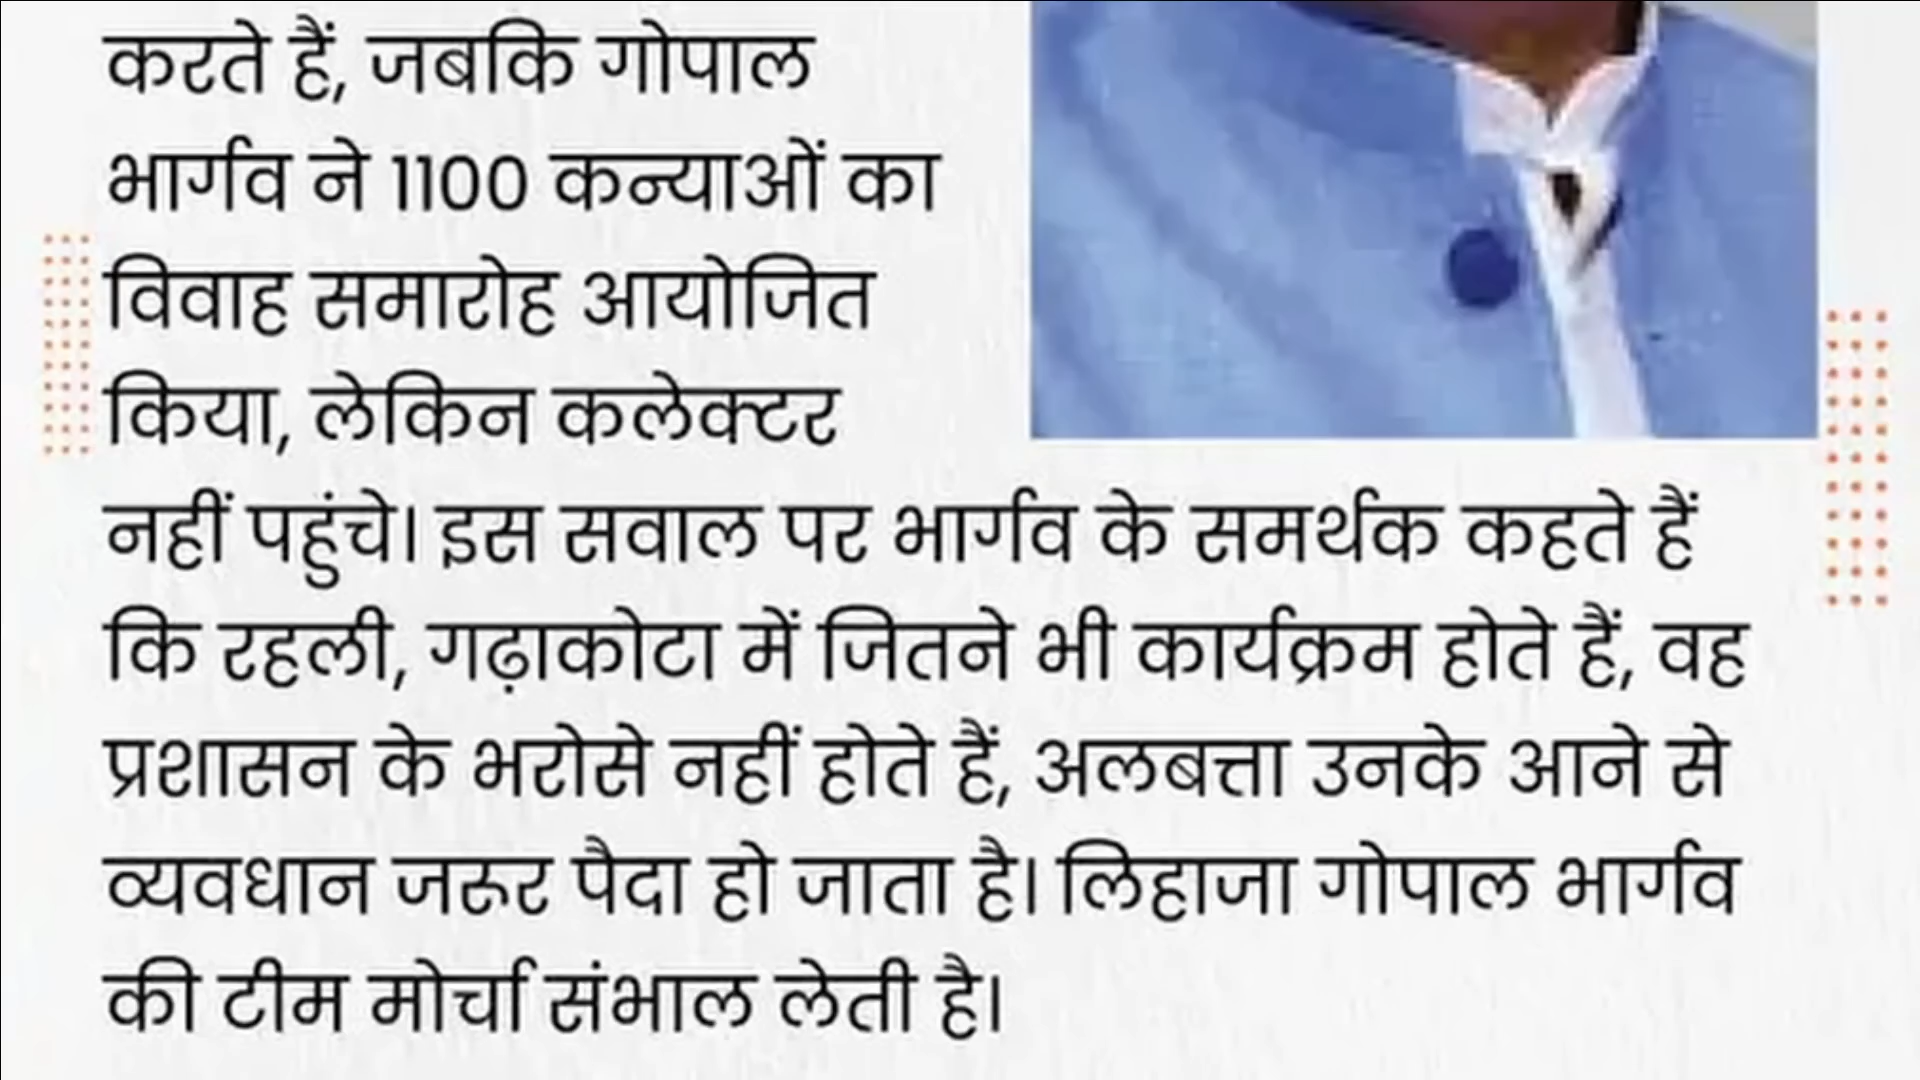 करते हैं, जबकि गोपाल
भार्गव ने 1100 कन्याओं का
विवाह समारोह आयोजित
किया, लेकिन कलेक्टर
नहीं पहुंचे। इस सवाल पर भार्गव के समर्थक कहते हैं
कि रहली, गढ़ाकोटा में जितने भी कार्यक्रम होते हैं, वह
प्रशासन के भरोसे नहीं होते हैं, अलबत्ता उनके आने से
व्यवधान जरूर पैदा हो जाता है। लिहाजा गोपाल भार्गव
की टीम मोर्चा संभाल लेती है।